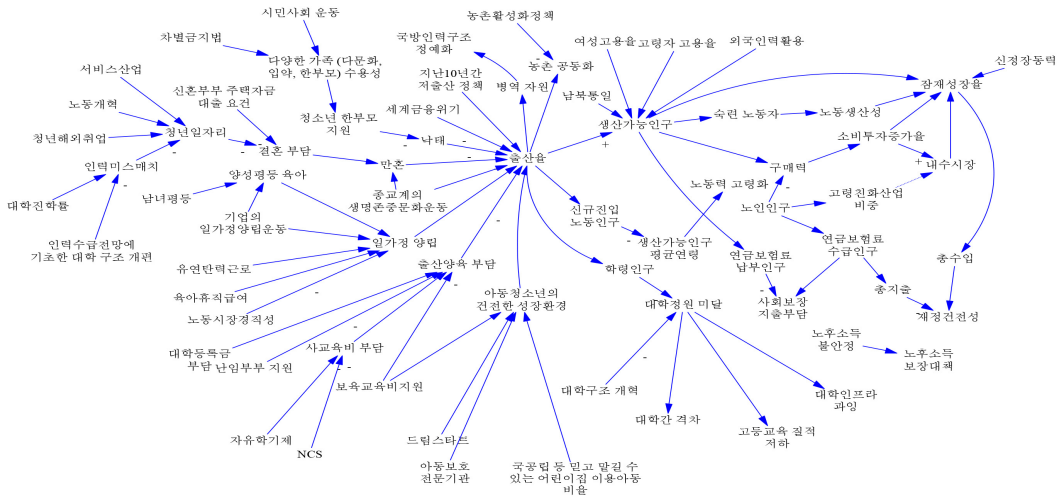 시민사회 운동
농촌활성화정책
차별금지법
국방인력구조
정예화
여성고용율
고령자 고용율
외국인력활용
다양한 가족 (다문화,
입약, 한부모) 수용성
농촌 공동화
신정장동력
서비스산업
신혼부부 주택자금
대출 요건
지난10년간
저출산 정책
병역 자원
남북통일
잠재성장율
노동개혁
세계금융위기
청소년 한부모
지원
생산가능인구
숙련 노동자
노동생산성
청년해외취업
청년일자리
낙태
소비투자증가율
결혼 부담
만혼
출산율
구매력
내수시장
인력미스매치
양성평등 육아
노동력 고령화
고령친화산업
비중
남녀평등
종교계의
생명존중문화운동
노인인구
대학진학률
기업의
일가정양립운동
신규진입
노동인구
인력수급전망에
기초한 대학 구조 개편
일가정 양립
생산가능인구
평균연령
연금보험료
수급인구
유연탄력근로
출산양육 부담
학령인구
연금보험료
납부인구
총수입
육아휴직급여
아동청소년의
건전한 성장환경
대학정원 미달
사회보장
지출부담
총지출
노동시장경직성
재정건전성
대학등록금
부담
난임부부 지원
사교육비 부담
노후소득
불안정
노후소득
보장대책
보육교육비지원
대학구조 개혁
대학인프라
과잉
대학간 격차
고등교육 질적
저하
자유학기제
NCS
드림스타트
아동보호
전문기관
국공립 등 믿고 맡길 수
있는 어린이집 이용아동
비율